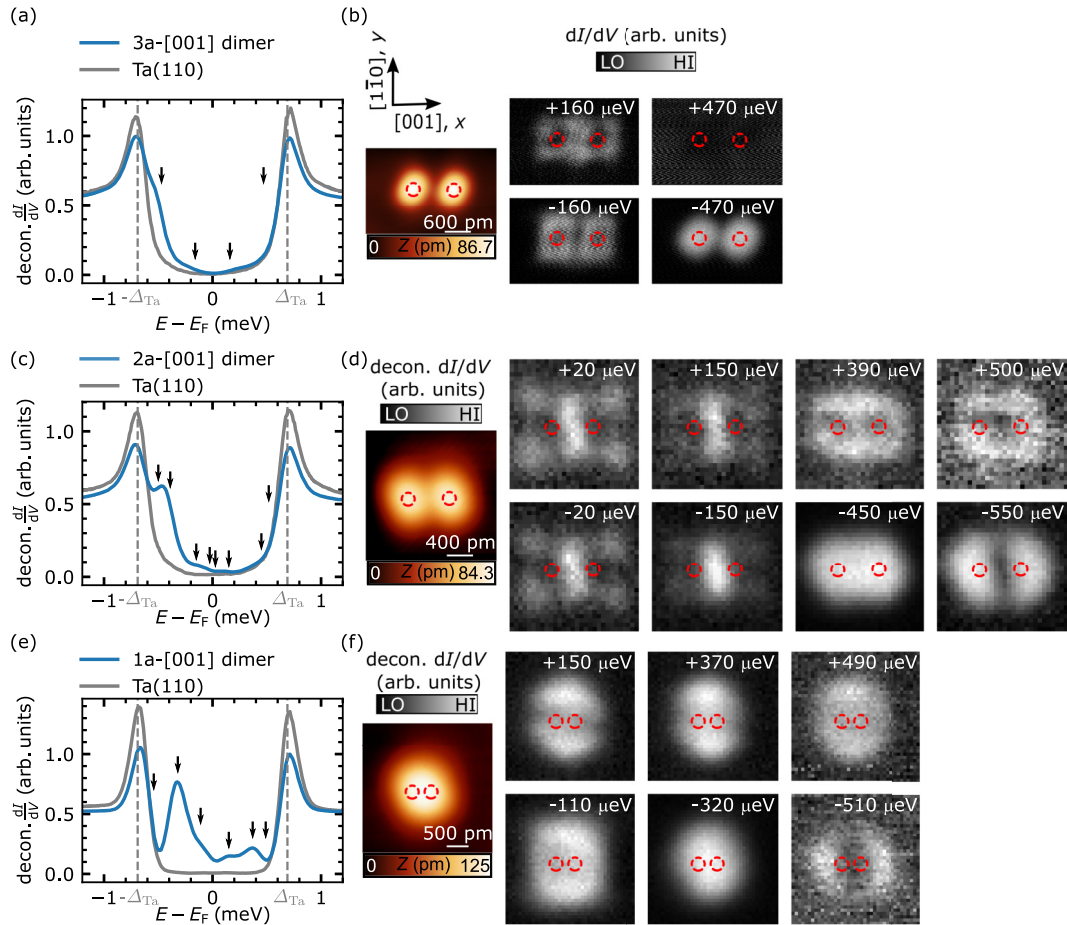 (a)
3a-[001] dimer
Ta(110)
decon. dI/dV (arb. units)
1.0
0.5
0.0
−1 -ΔTa 0 ΔTa 1
E − EF (meV)
(b)
[11̄0], y
[001], x
600 pm
0 Z (pm) 86.7
dI/dV (arb. units)
LO HI
+160 μeV
+470 μeV
-160 μeV
-470 μeV
(c)
2a-[001] dimer
Ta(110)
decon. dI/dV (arb. units)
1.0
0.5
0.0
−1 -ΔTa 0 ΔTa 1
E − EF (meV)
(d)
decon. dI/dV
(arb. units)
LO HI
400 pm
0 Z (pm) 84.3
+20 μeV
+150 μeV
+390 μeV
+500 μeV
-20 μeV
-150 μeV
-450 μeV
-550 μeV
(e)
1a-[001] dimer
Ta(110)
decon. dI/dV (arb. units)
1.0
0.5
0.0
−1 -ΔTa 0 ΔTa 1
E − EF (meV)
(f)
decon. dI/dV
(arb. units)
LO HI
500 pm
0 Z (pm) 125
+150 μeV
+370 μeV
+490 μeV
-110 μeV
-320 μeV
-510 μeV